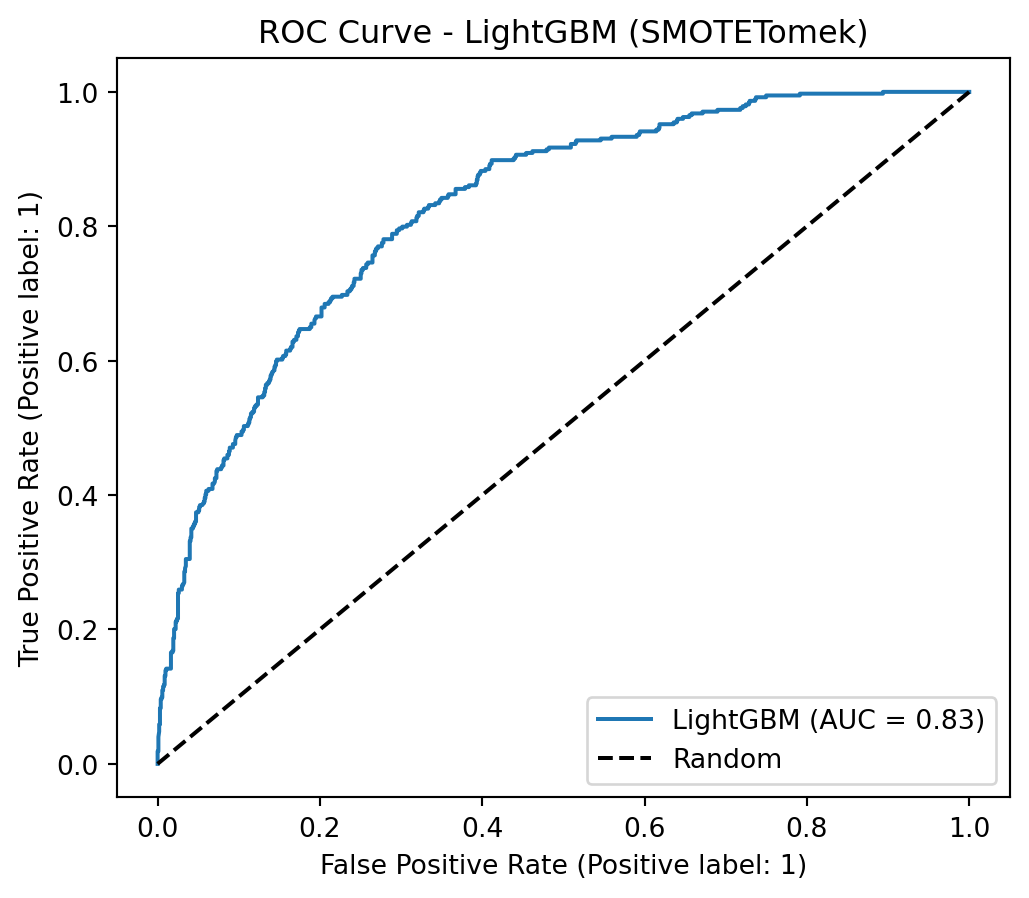 ROC Curve - LightGBM (SMOTETomek)
True Positive Rate (Positive label: 1)
1.0
0.8
0.6
0.4
0.2
0.0
LightGBM (AUC = 0.83)
Random
0.0 0.2 0.4 0.6 0.8 1.0
False Positive Rate (Positive label: 1)